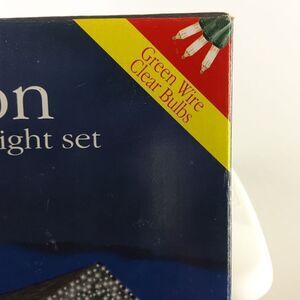 Green Wire
Clear Bulbs
on
ight set